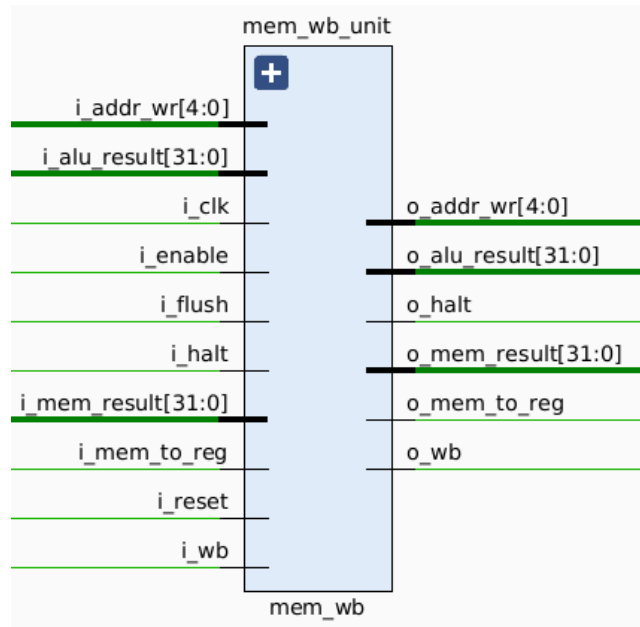 mem_wb_unit
i_addr_wr[4:0]
i_alu_result[31:0]
i_clk
i_enable
i_flush
i_halt
i_mem_result[31:0]
i_mem_to_reg
i_reset
i_wb
o_addr_wr[4:0]
o_alu_result[31:0]
o_halt
o_mem_result[31:0]
o_mem_to_reg
o_wb
mem_wb